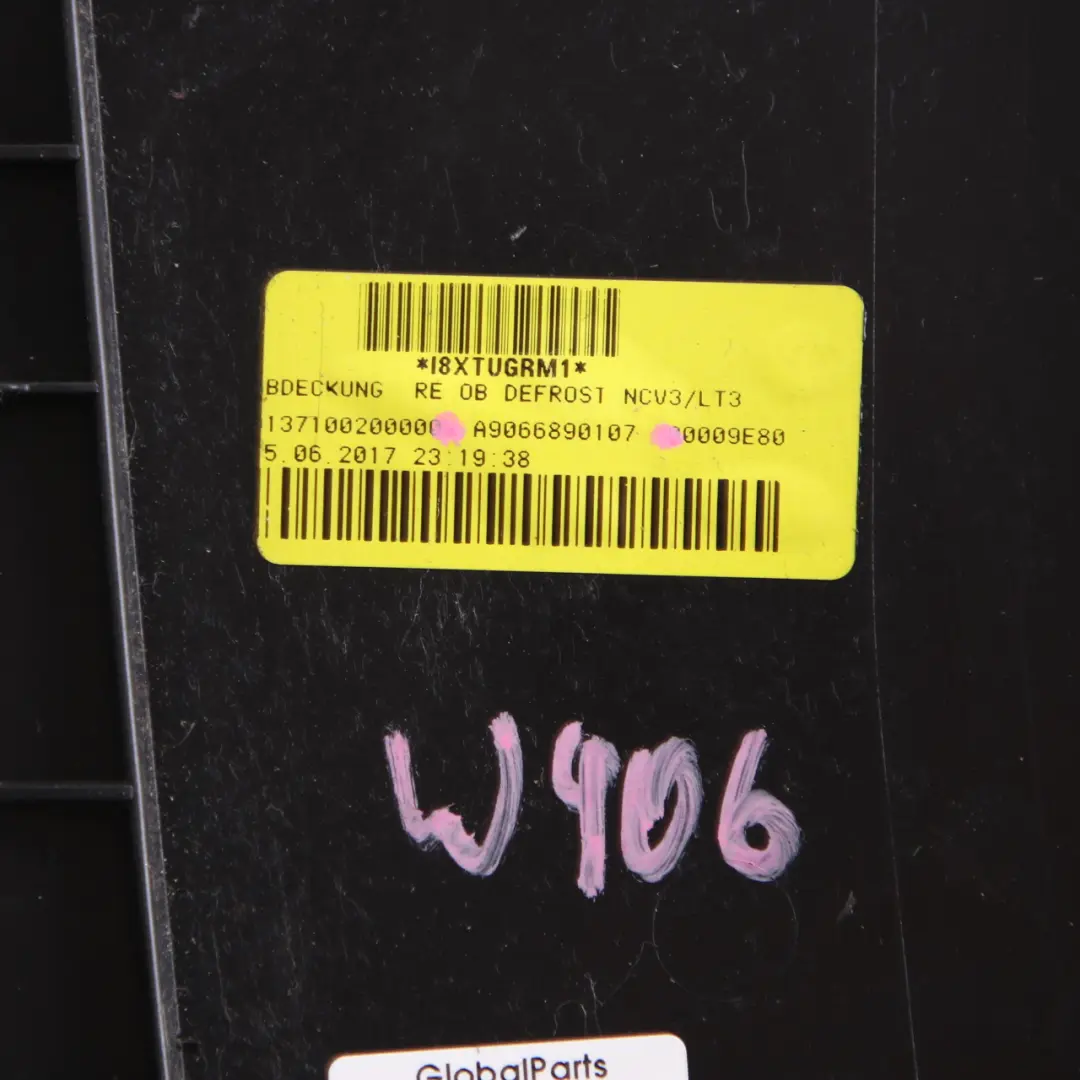 *I8XTUGRM1*
BDECKUNG RE OB DEFROST NCV3/LT3
137100200000 A9066890107 0009E80
5.06.2017 23:19:38
W906
GlobalParts